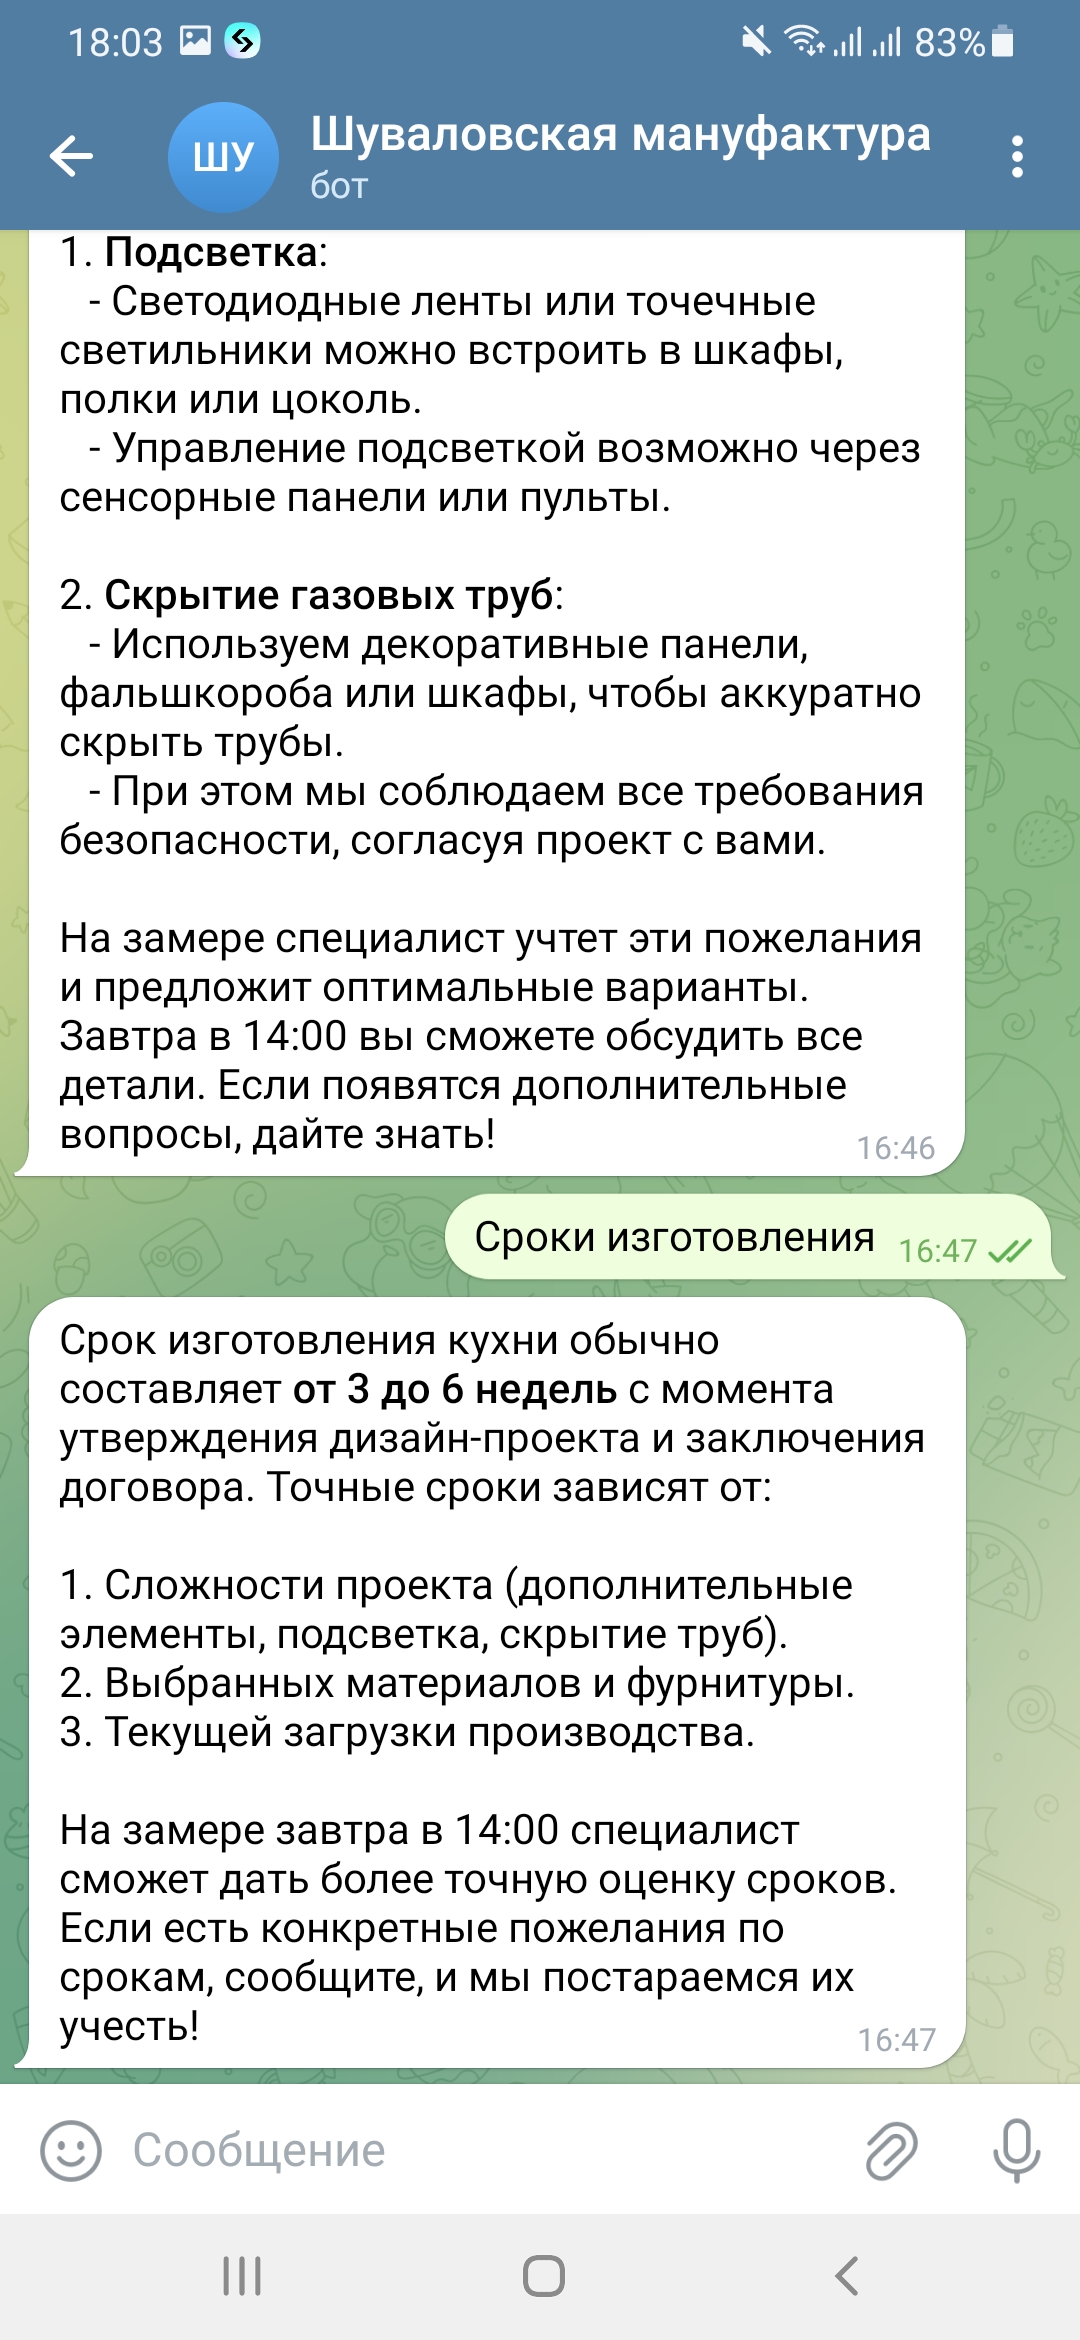 18:03
83%
ШУ
Шуваловская мануфактура
бот
1. Подсветка:
- Светодиодные ленты или точечные
светильники можно встроить в шкафы,
полки или цоколь.
- Управление подсветкой возможно через
сенсорные панели или пульты.
2. Скрытие газовых труб:
- Используем декоративные панели,
фальшкороба или шкафы, чтобы аккуратно
скрыть трубы.
- При этом мы соблюдаем все требования
безопасности, согласуя проект с вами.
На замере специалист учтет эти пожелания
и предложит оптимальные варианты.
Завтра в 14:00 вы сможете обсудить все
детали. Если появятся дополнительные
вопросы, дайте знать!
16:46
Сроки изготовления
16:47
Срок изготовления кухни обычно
составляет от 3 до 6 недель с момента
утверждения дизайн-проекта и заключения
договора. Точные сроки зависят от:
1. Сложности проекта (дополнительные
элементы, подсветка, скрытие труб).
2. Выбранных материалов и фурнитуры.
3. Текущей загрузки производства.
На замере завтра в 14:00 специалист
сможет дать более точную оценку сроков.
Если есть конкретные пожелания по
срокам, сообщите, и мы постараемся их
учесть!
16:47
Сообщение